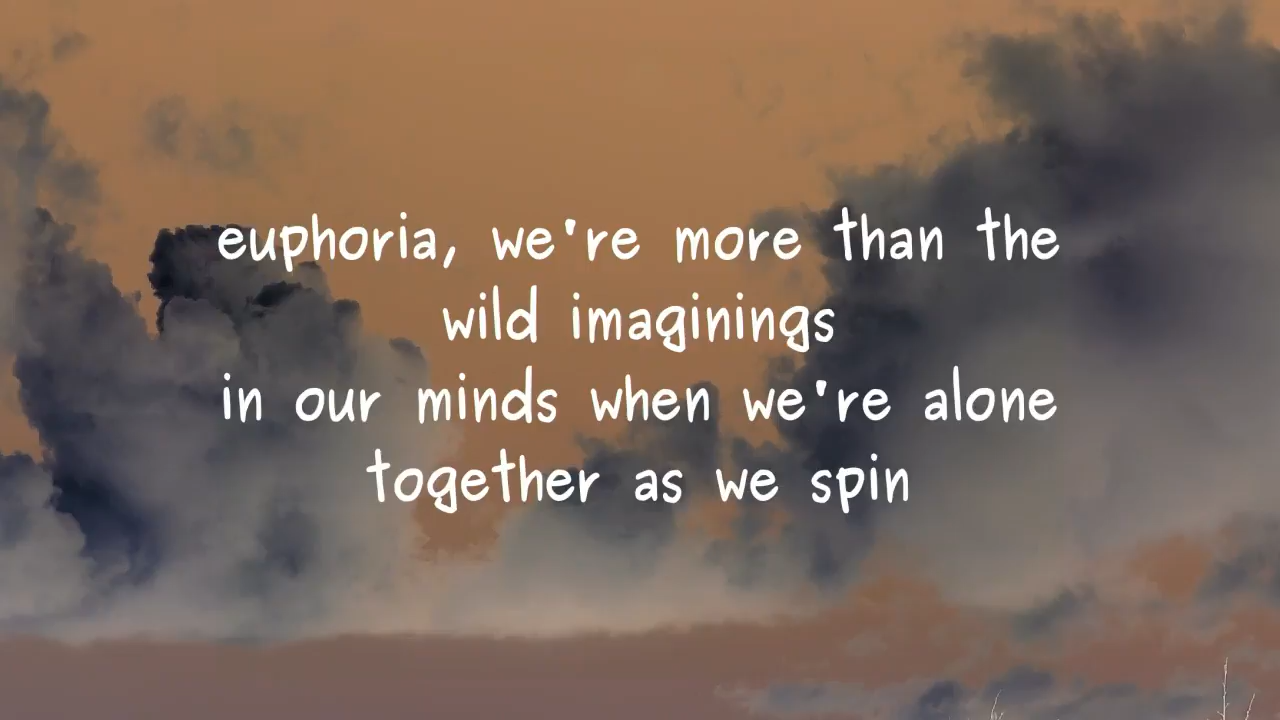 euphoria, we're more than the
wild imaginings
in our minds when we're alone
together as we spin